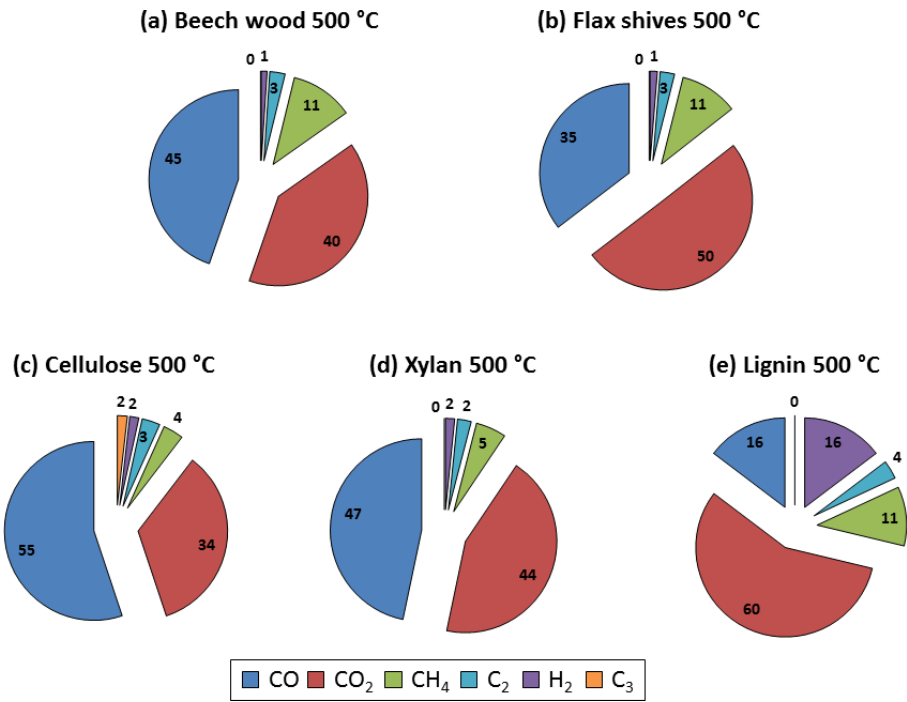 (a) Beech wood 500 °C
0 1 3 11 40 45
(b) Flax shives 500 °C
0 1 3 11 50 35
(c) Cellulose 500 °C
2 2 3 4 34 55
(d) Xylan 500 °C
0 2 2 5 44 47
(e) Lignin 500 °C
0 16 4 11 60 16
CO CO₂ CH₄ C₂ H₂ C₃